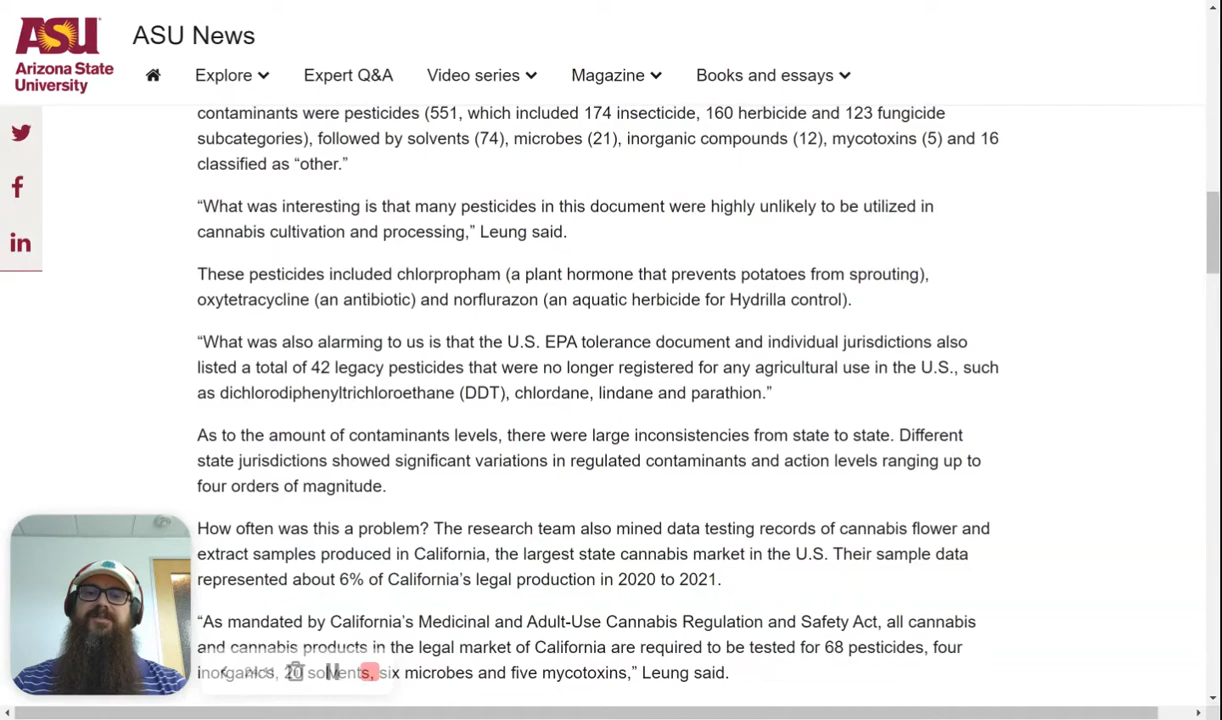 ASU
Arizona State
University
ASU News
Explore
Expert Q&A
Video series
Magazine
Books and essays
contaminants were pesticides (551, which included 174 insecticide, 160 herbicide and 123 fungicide
subcategories), followed by solvents (74), microbes (21), inorganic compounds (12), mycotoxins (5) and 16
classified as “other.”
“What was interesting is that many pesticides in this document were highly unlikely to be utilized in
cannabis cultivation and processing,” Leung said.
These pesticides included chlorpropham (a plant hormone that prevents potatoes from sprouting),
oxytetracycline (an antibiotic) and norflurazon (an aquatic herbicide for Hydrilla control).
“What was also alarming to us is that the U.S. EPA tolerance document and individual jurisdictions also
listed a total of 42 legacy pesticides that were no longer registered for any agricultural use in the U.S., such
as dichlorodiphenyltrichloroethane (DDT), chlordane, lindane and parathion.”
As to the amount of contaminants levels, there were large inconsistencies from state to state. Different
state jurisdictions showed significant variations in regulated contaminants and action levels ranging up to
four orders of magnitude.
How often was this a problem? The research team also mined data testing records of cannabis flower and
extract samples produced in California, the largest state cannabis market in the U.S. Their sample data
represented about 6% of California’s legal production in 2020 to 2021.
“As mandated by California’s Medicinal and Adult-Use Cannabis Regulation and Safety Act, all cannabis
and cannabis products in the legal market of California are required to be tested for 68 pesticides, four
inorganics, 20 solvents, six microbes and five mycotoxins,” Leung said.